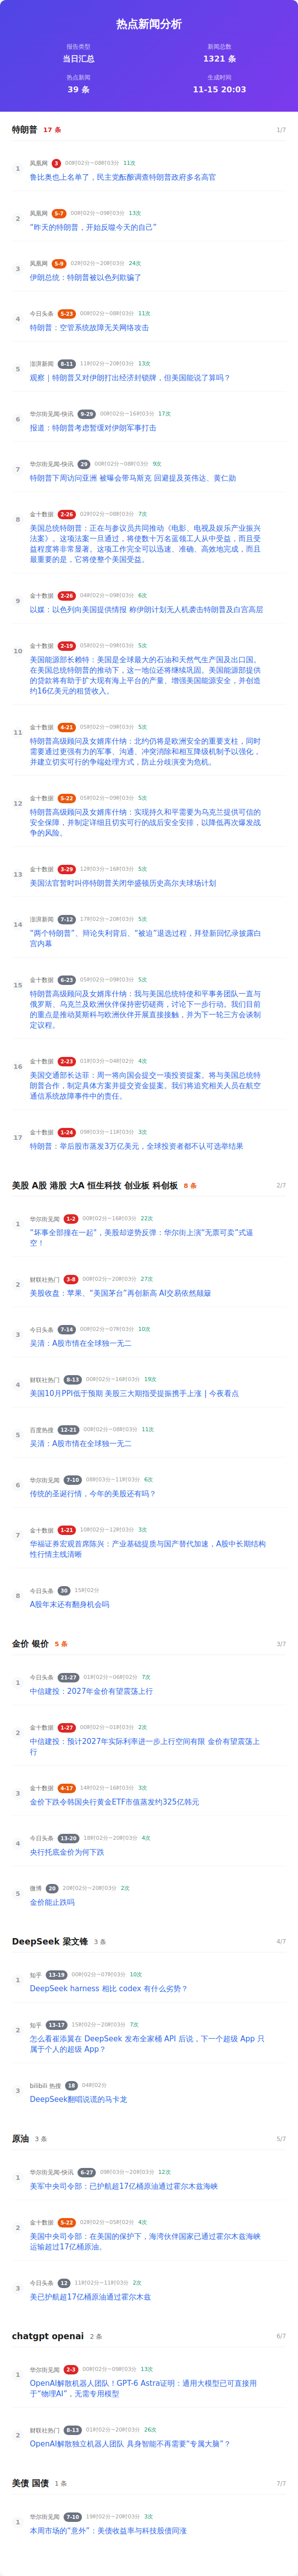 热点新闻分析
报告类型
当日汇总
新闻总数
1321 条
热点新闻
39 条
生成时间
11-15 20:03
特朗普 17 条 1/7
1
凤凰网 3 00时02分~08时03分 11次
鲁比奥也上名单了，民主党酝酿调查特朗普政府多名高官
2
凤凰网 5-7 00时02分~09时03分 13次
“昨天的特朗普，开始反噬今天的自己”
3
凤凰网 5-9 02时02分~20时03分 24次
伊朗总统：特朗普被以色列欺骗了
4
今日头条 5-23 00时02分~08时03分 11次
特朗普：空管系统故障无关网络攻击
5
澎湃新闻 8-11 11时02分~20时03分 13次
观察｜特朗普又对伊朗打出经济封锁牌，但美国能说了算吗？
6
华尔街见闻-快讯 9-29 00时02分~16时03分 17次
报道：特朗普考虑暂缓对伊朗军事打击
7
华尔街见闻-快讯 29 00时02分~08时03分 9次
特朗普下周访问亚洲 被曝会带马斯克 回避提及英伟达、黄仁勋
8
金十数据 2-26 02时02分~08时03分 7次
美国总统特朗普：正在与参议员共同推动《电影、电视及娱乐产业振兴
法案》。这项法案一旦通过，将使数十万名蓝领工人从中受益，而且受
益程度将非常显著。这项工作完全可以迅速、准确、高效地完成，而且
最重要的是，它将使整个美国受益。
9
金十数据 2-26 04时02分~09时03分 6次
以媒：以色列向美国提供情报 称伊朗计划无人机袭击特朗普及白宫高层
10
金十数据 2-19 05时02分~09时03分 5次
美国能源部长赖特：美国是全球最大的石油和天然气生产国及出口国。
在美国总统特朗普的推动下，这一地位还将继续巩固。美国能源部提供
的贷款将有助于扩大现有海上平台的产量、增强美国能源安全，并创造
约16亿美元的租赁收入。
11
金十数据 4-21 05时02分~09时03分 5次
特朗普高级顾问及女婿库什纳：北约仍将是欧洲安全的重要支柱，同时
需要通过更强有力的军事、沟通、冲突消除和相互降级机制予以强化，
并建立切实可行的争端处理方式，防止分歧演变为危机。
12
金十数据 5-22 05时02分~09时03分 5次
特朗普高级顾问及女婿库什纳：实现持久和平需要为乌克兰提供可信的
安全保障，并制定详细且切实可行的战后安全安排，以降低再次爆发战
争的风险。
13
金十数据 3-29 12时03分~16时03分 5次
美国法官暂时叫停特朗普关闭华盛顿历史高尔夫球场计划
14
澎湃新闻 7-12 17时02分~20时03分 5次
“两个特朗普”、辩论失利背后、“被迫”退选过程，拜登新回忆录披露白
宫内幕
15
金十数据 6-23 05时02分~09时03分 5次
特朗普高级顾问及女婿库什纳：我与美国总统特使和平事务团队一直与
俄罗斯、乌克兰及欧洲伙伴保持密切磋商，讨论下一步行动。我们目前
的重点是推动莫斯科与欧洲伙伴开展直接接触，并为下一轮三方会谈制
定议程。
16
金十数据 2-23 01时03分~04时02分 4次
美国交通部长达菲：周一将向国会提交一项投资提案。将与美国总统特
朗普合作，制定具体方案并提交资金提案。我们将追究相关人员在航空
通信系统故障事件中的责任。
17
金十数据 1-24 09时03分~11时03分 3次
特朗普：举后股市蒸发3万亿美元，全球投资者都不认可选举结果
美股 A股 港股 大A 恒生科技 创业板 科创板 8 条 2/7
1
华尔街见闻 1-2 00时02分~16时03分 22次
“坏事全部撞在一起”，美股却逆势反弹：华尔街上演“无票可卖”式逼
空！
2
财联社热门 3-8 00时02分~20时03分 27次
美股收盘：苹果、“美国茅台”再创新高 AI交易依然颠簸
3
今日头条 7-14 00时02分~07时03分 10次
吴清：A股市情在全球独一无二
4
财联社热门 8-13 00时02分~16时03分 19次
美国10月PPI低于预期 美股三大期指受提振携手上涨 | 今夜看点
5
百度热搜 12-21 00时02分~08时03分 11次
吴清：A股市情在全球独一无二
6
华尔街见闻 7-10 08时03分~11时03分 6次
传统的圣诞行情，今年的美股还有吗？
7
金十数据 1-21 10时02分~12时03分 3次
华福证券宏观首席陈兴：产业基础提质与国产替代加速，A股中长期结构
性行情主线清晰
8
今日头条 30 15时02分
A股年末还有翻身机会吗
金价 银价 5 条 3/7
1
今日头条 21-27 01时02分~06时02分 7次
中信建投：2027年金价有望震荡上行
2
金十数据 1-27 00时02分~01时03分 2次
中信建投：预计2027年实际利率进一步上行空间有限 金价有望震荡上
行
3
金十数据 4-17 14时02分~16时03分 3次
金价下跌令韩国央行黄金ETF市值蒸发约325亿韩元
4
今日头条 13-20 18时02分~20时03分 4次
央行托底金价为何下跌
5
微博 20 20时02分~20时03分 2次
金价能止跌吗
DeepSeek 梁文锋 3 条 4/7
1
知乎 13-19 00时02分~07时03分 10次
DeepSeek harness 相比 codex 有什么劣势？
2
知乎 13-17 15时02分~20时03分 7次
怎么看崔添翼在 DeepSeek 发布全家桶 API 后说，下一个超级 App 只
属于个人的超级 App？
3
bilibili 热搜 18 04时02分
DeepSeek翻唱说谎的马卡龙
原油 3 条 5/7
1
华尔街见闻-快讯 6-27 09时03分~20时03分 12次
美军中央司令部：已护航超17亿桶原油通过霍尔木兹海峡
2
金十数据 5-22 02时02分~05时02分 4次
美国中央司令部：在美国的保护下，海湾伙伴国家已通过霍尔木兹海峡
运输超过17亿桶原油。
3
今日头条 12 11时02分~11时03分 2次
美已护航超17亿桶原油通过霍尔木兹
chatgpt openai 2 条 6/7
1
华尔街见闻 2-3 00时02分~09时03分 13次
OpenAI解散机器人团队！GPT-6 Astra证明：通用大模型已可直接用
于“物理AI”，无需专用模型
2
财联社热门 8-13 01时02分~20时03分 26次
OpenAI解散独立机器人团队 具身智能不再需要“专属大脑”？
美债 国债 1 条 7/7
1
华尔街见闻 7-10 19时02分~20时03分 3次
本周市场的“意外”：美债收益率与科技股债同涨